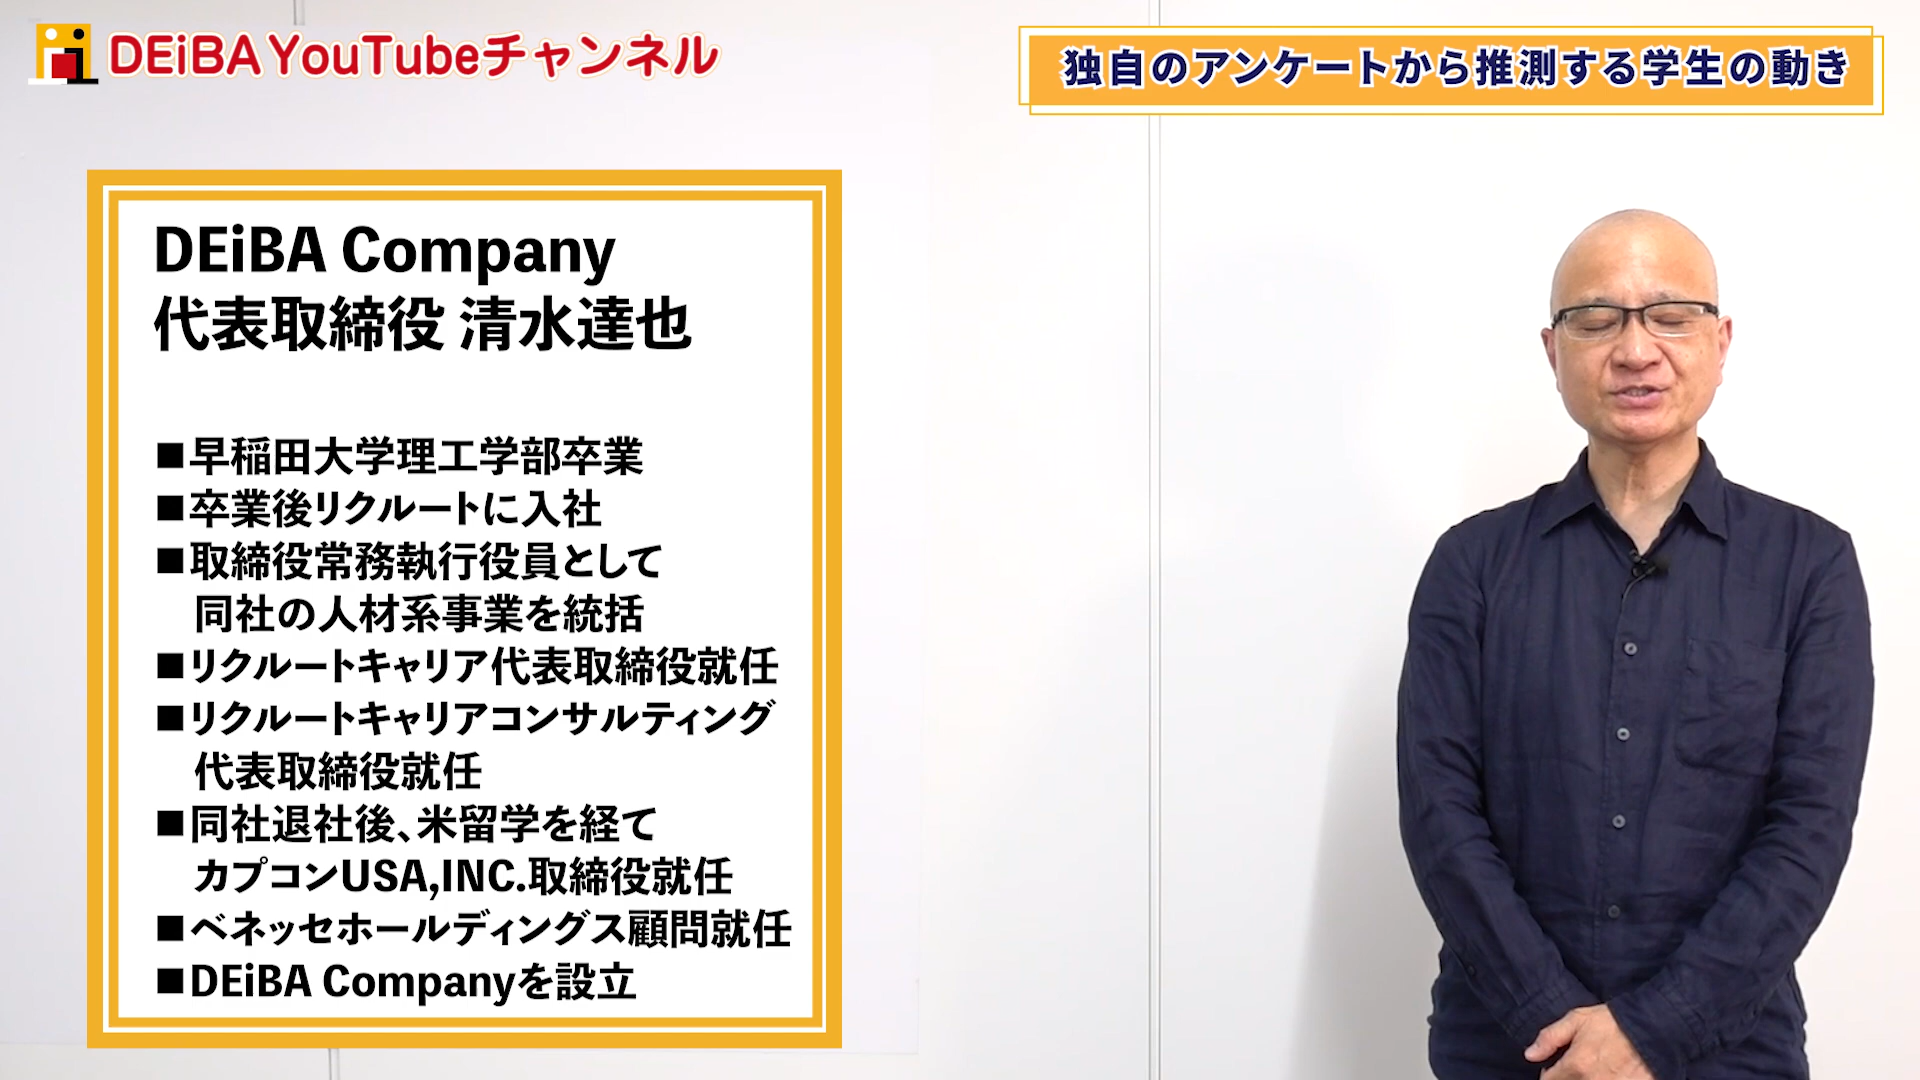 DEiBA YouTubeチャンネル
独自のアンケートから推測する学生の動き
DEiBA Company
代表取締役 清水達也
■早稲田大学理工学部卒業
■卒業後リクルートに入社
■取締役常務執行役員として
同社の人材系事業を統括
■リクルートキャリア代表取締役就任
■リクルートキャリアコンサルティング
代表取締役就任
■同社退社後、米留学を経て
カプコンUSA,INC.取締役就任
■ベネッセホールディングス顧問就任
■DEiBA Companyを設立